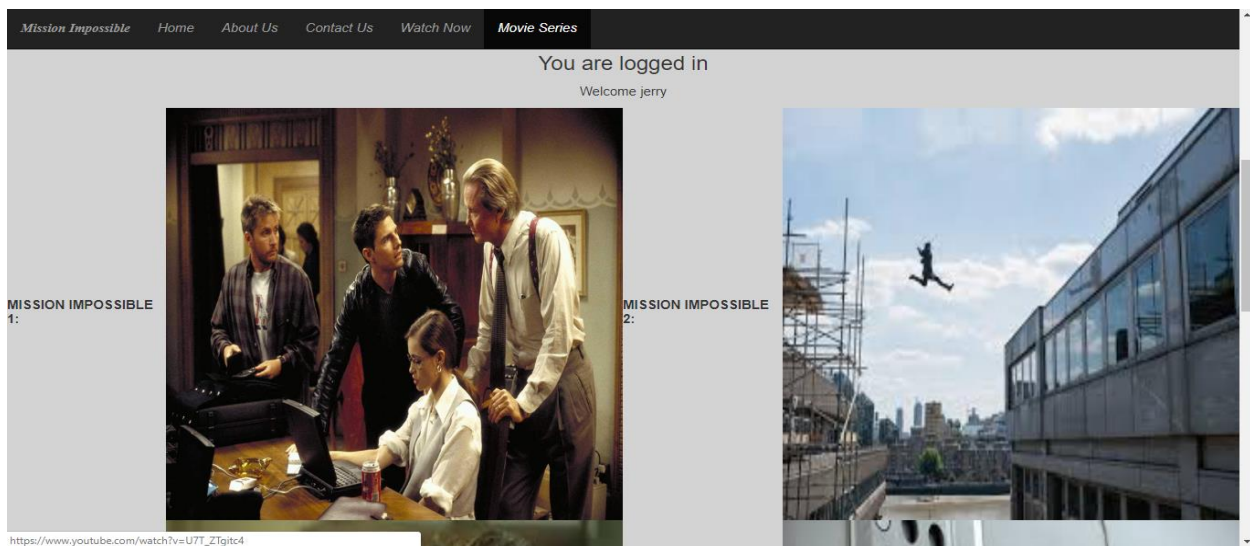 Mission Impossible Home About Us Contact Us Watch Now Movie Series
You are logged in
Welcome jerry
MISSION IMPOSSIBLE
1:
MISSION IMPOSSIBLE
2:
https://www.youtube.com/watch?v=U7T_ZTgitc4